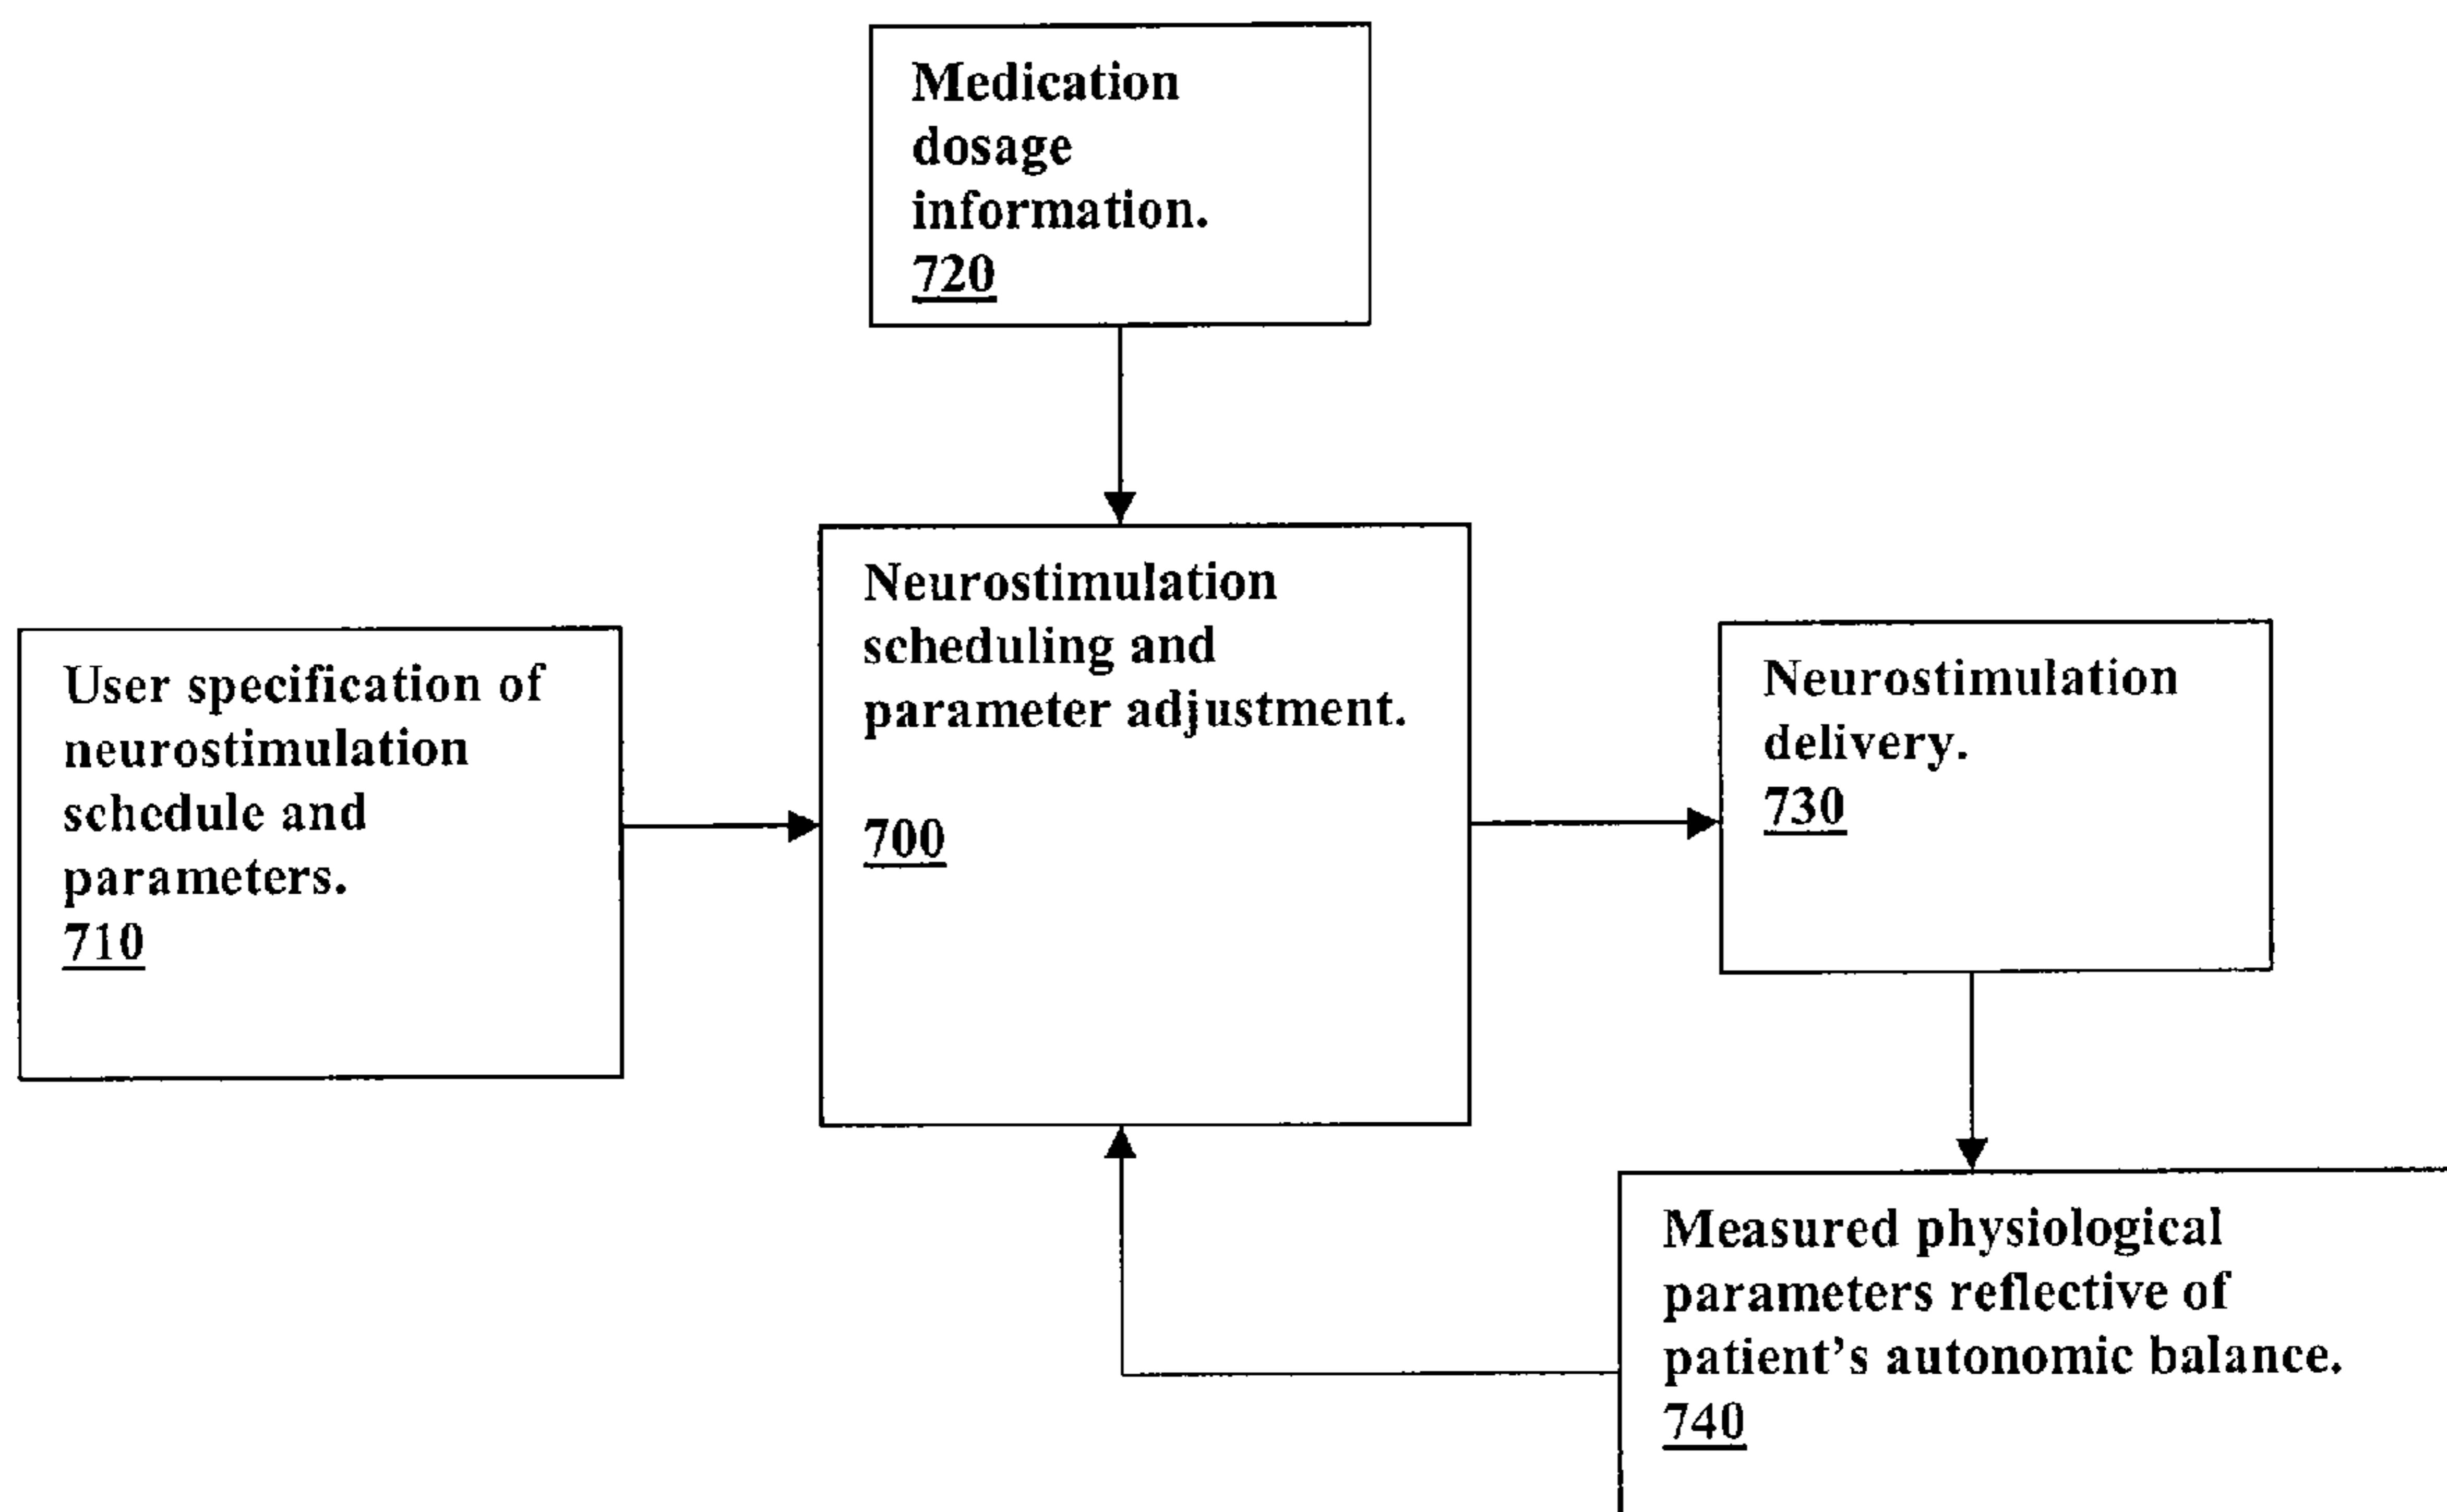 Medication
dosage
information.
720
Neurostimulation
scheduling and
parameter adjustment.
700
User specification of
neurostimulation
schedule and
parameters.
710
Neurostimulation
delivery.
730
Measured physiological
parameters reflective of
patient's autonomic balance.
740